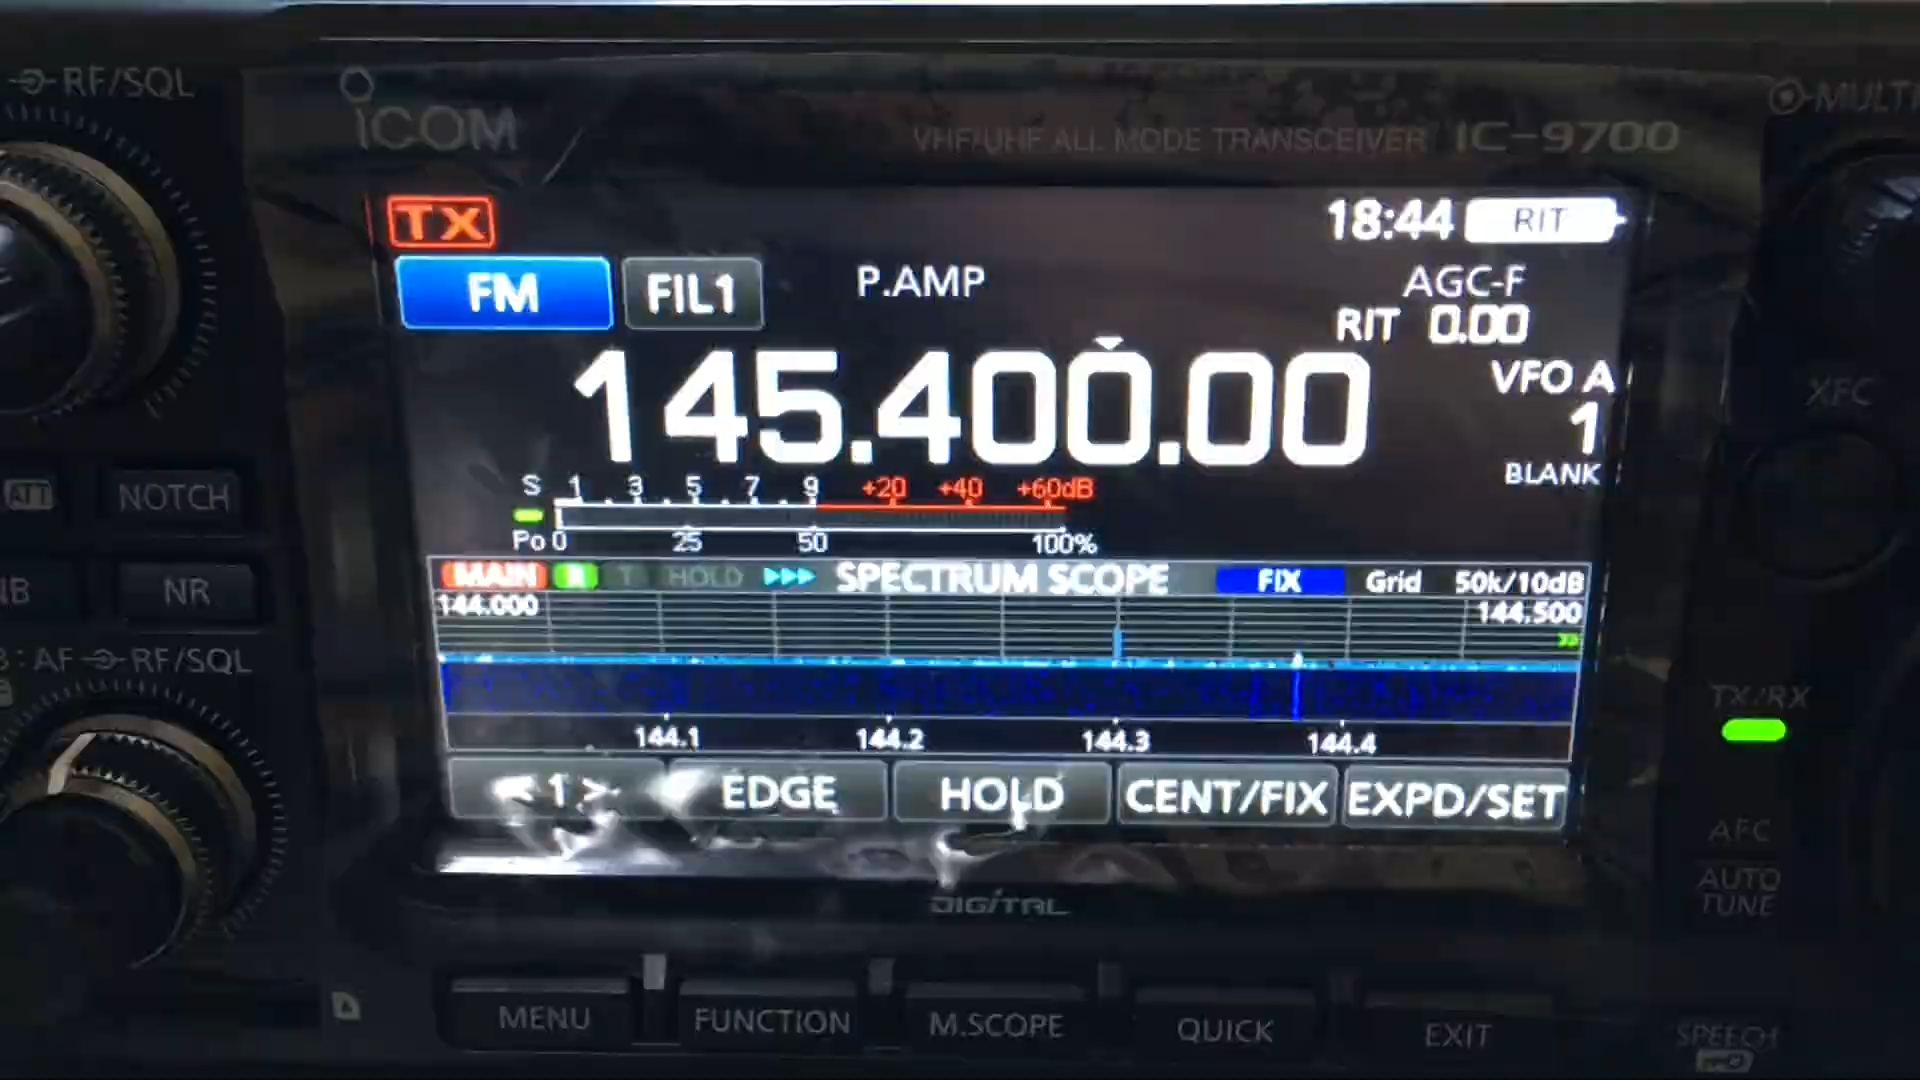 RF/SQL
ICOM
VHF/UHF ALL MODE TRANSCEIVER IC-9700
MULTI
TX
18:44 RIT
FM FIL1 P.AMP AGC-F
RIT 0.00
145.400.00
VFO A
1
BLANK
XFC
S 1 3 5 7 9 +20 +40 +60dB
Po 0 25 50 100%
ATT NOTCH
NB NR
MAIN R T HOLD SPECTRUM SCOPE FIX Grid 50k/10dB
144.000 144.500
144.1 144.2 144.3 144.4
< 1 > EDGE HOLD CENT/FIX EXPD/SET
AF RF/SQL
TX/RX
AFC
AUTO
TUNE
DIGITAL
MENU FUNCTION M.SCOPE QUICK EXIT
SPEECH